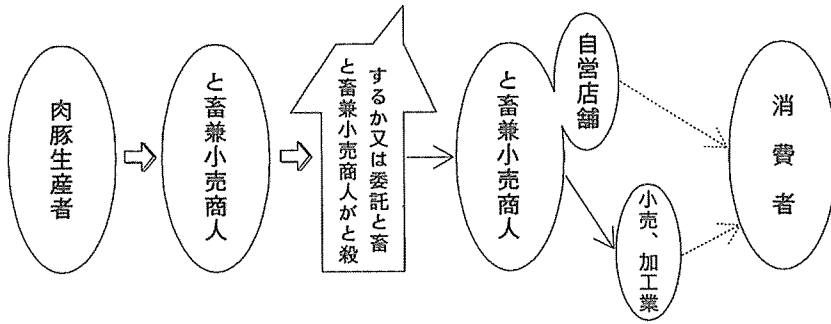 肉豚生産者
と畜兼小売商人
と畜兼小売商人がと殺
するか又は委託と畜
と畜兼小売商人
自営店舗
小売、加工業
消費者